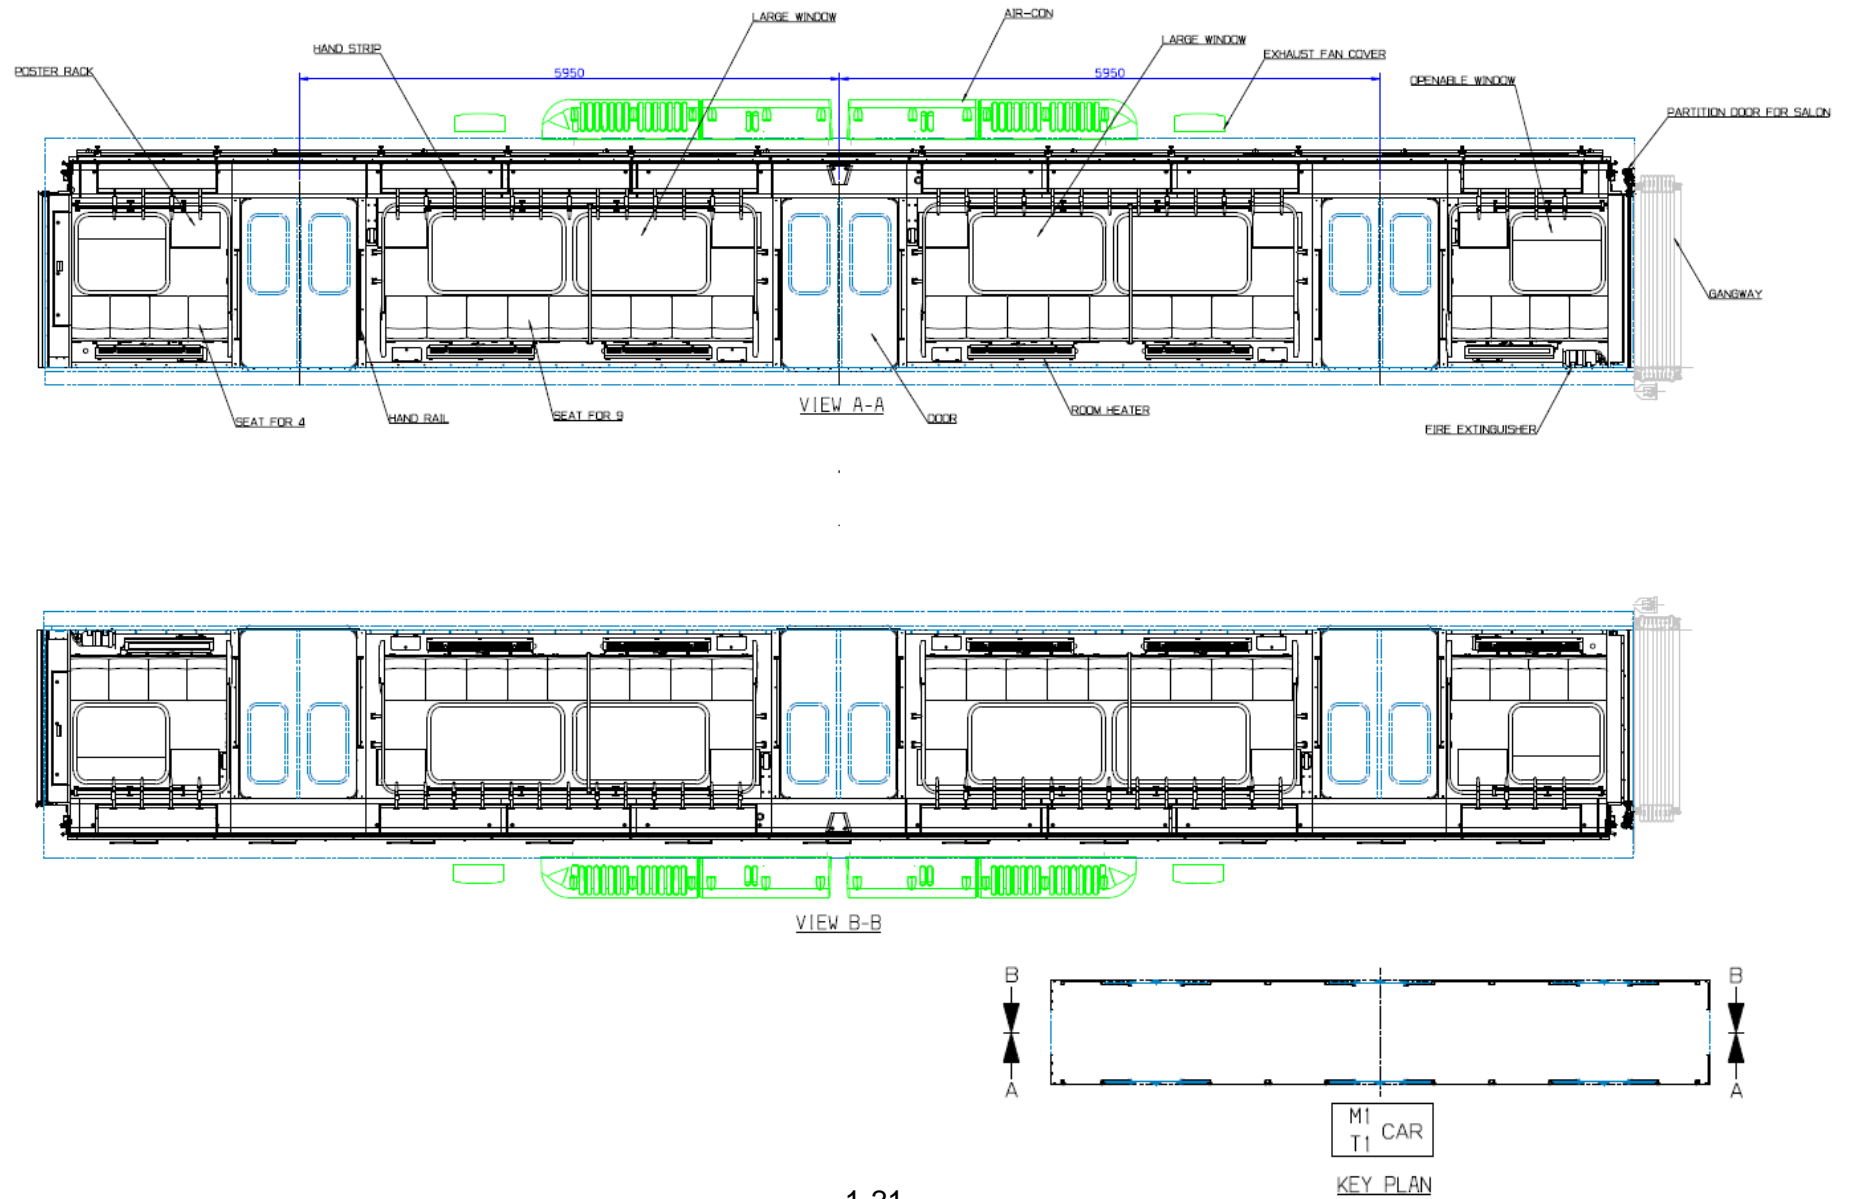 AIR-CON
LARGE WINDOW
HAND STRIP
LARGE WINDOW
EXHAUST FAN COVER
POSTER RACK
5950
5950
OPENABLE WINDOW
PARTITION DOOR FOR SALON
GANGWAY
VIEW A-A
SEAT FOR 4
HAND RAIL
SEAT FOR 9
DOOR
ROOM HEATER
FIRE EXTINGUISHER
VIEW B-B
B
B
A
A
M1
T1
CAR
KEY PLAN
1-21